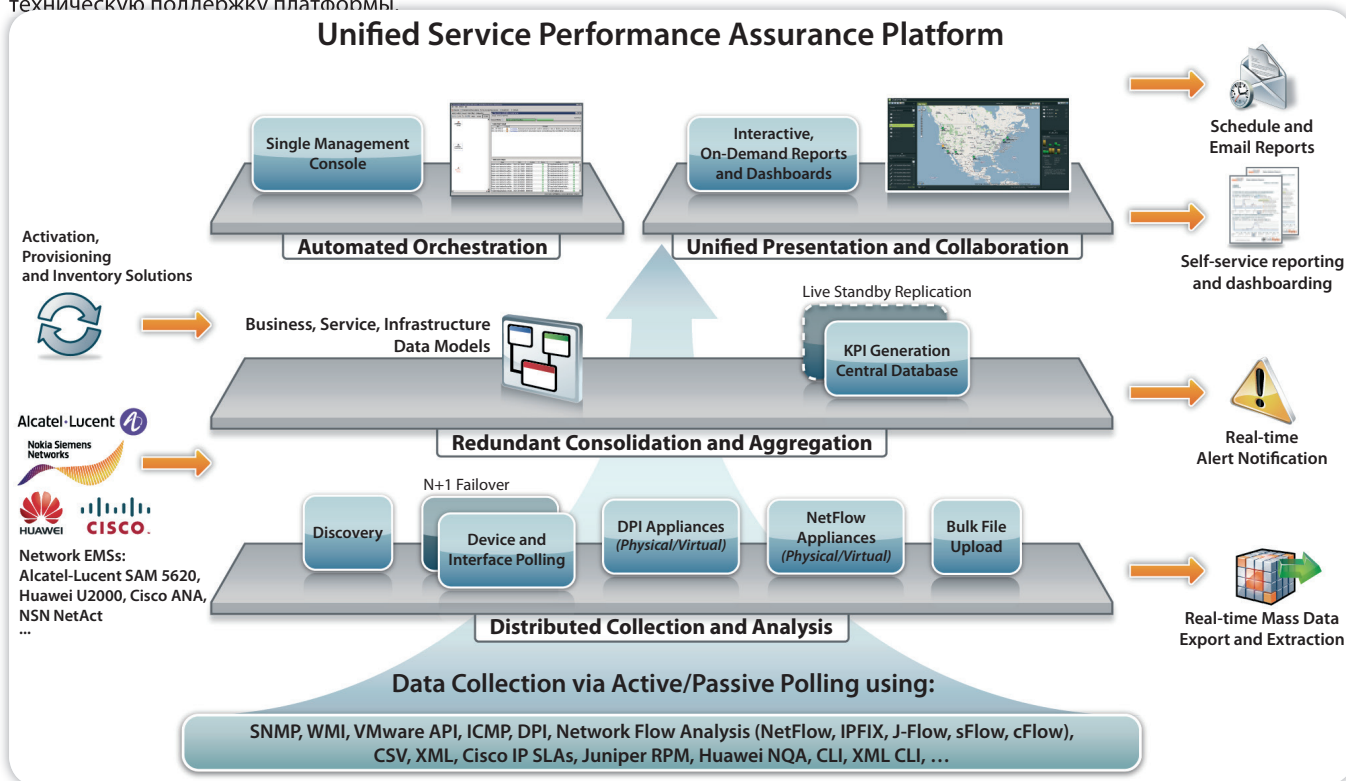 техническую поддержку платформы.
Unified Service Performance Assurance Platform
Single Management
Console
Interactive,
On-Demand Reports
and Dashboards
Schedule and
Email Reports
Automated Orchestration
Unified Presentation and Collaboration
Self-service reporting
and dashboarding
Activation,
Provisioning
and Inventory Solutions
Business, Service, Infrastructure
Data Models
Live Standby Replication
KPI Generation
Central Database
Redundant Consolidation and Aggregation
Real-time
Alert Notification
Alcatel·Lucent
Nokia Siemens
Networks
HUAWEI
CISCO.
Network EMSs:
Alcatel-Lucent SAM 5620,
Huawei U2000, Cisco ANA,
NSN NetAct
...
Discovery
N+1 Failover
Device and
Interface Polling
DPI Appliances
(Physical/Virtual)
NetFlow
Appliances
(Physical/Virtual)
Bulk File
Upload
Distributed Collection and Analysis
Real-time Mass Data
Export and Extraction
Data Collection via Active/Passive Polling using:
SNMP, WMI, VMware API, ICMP, DPI, Network Flow Analysis (NetFlow, IPFIX, J-Flow, sFlow, cFlow),
CSV, XML, Cisco IP SLAs, Juniper RPM, Huawei NQA, CLI, XML CLI, …